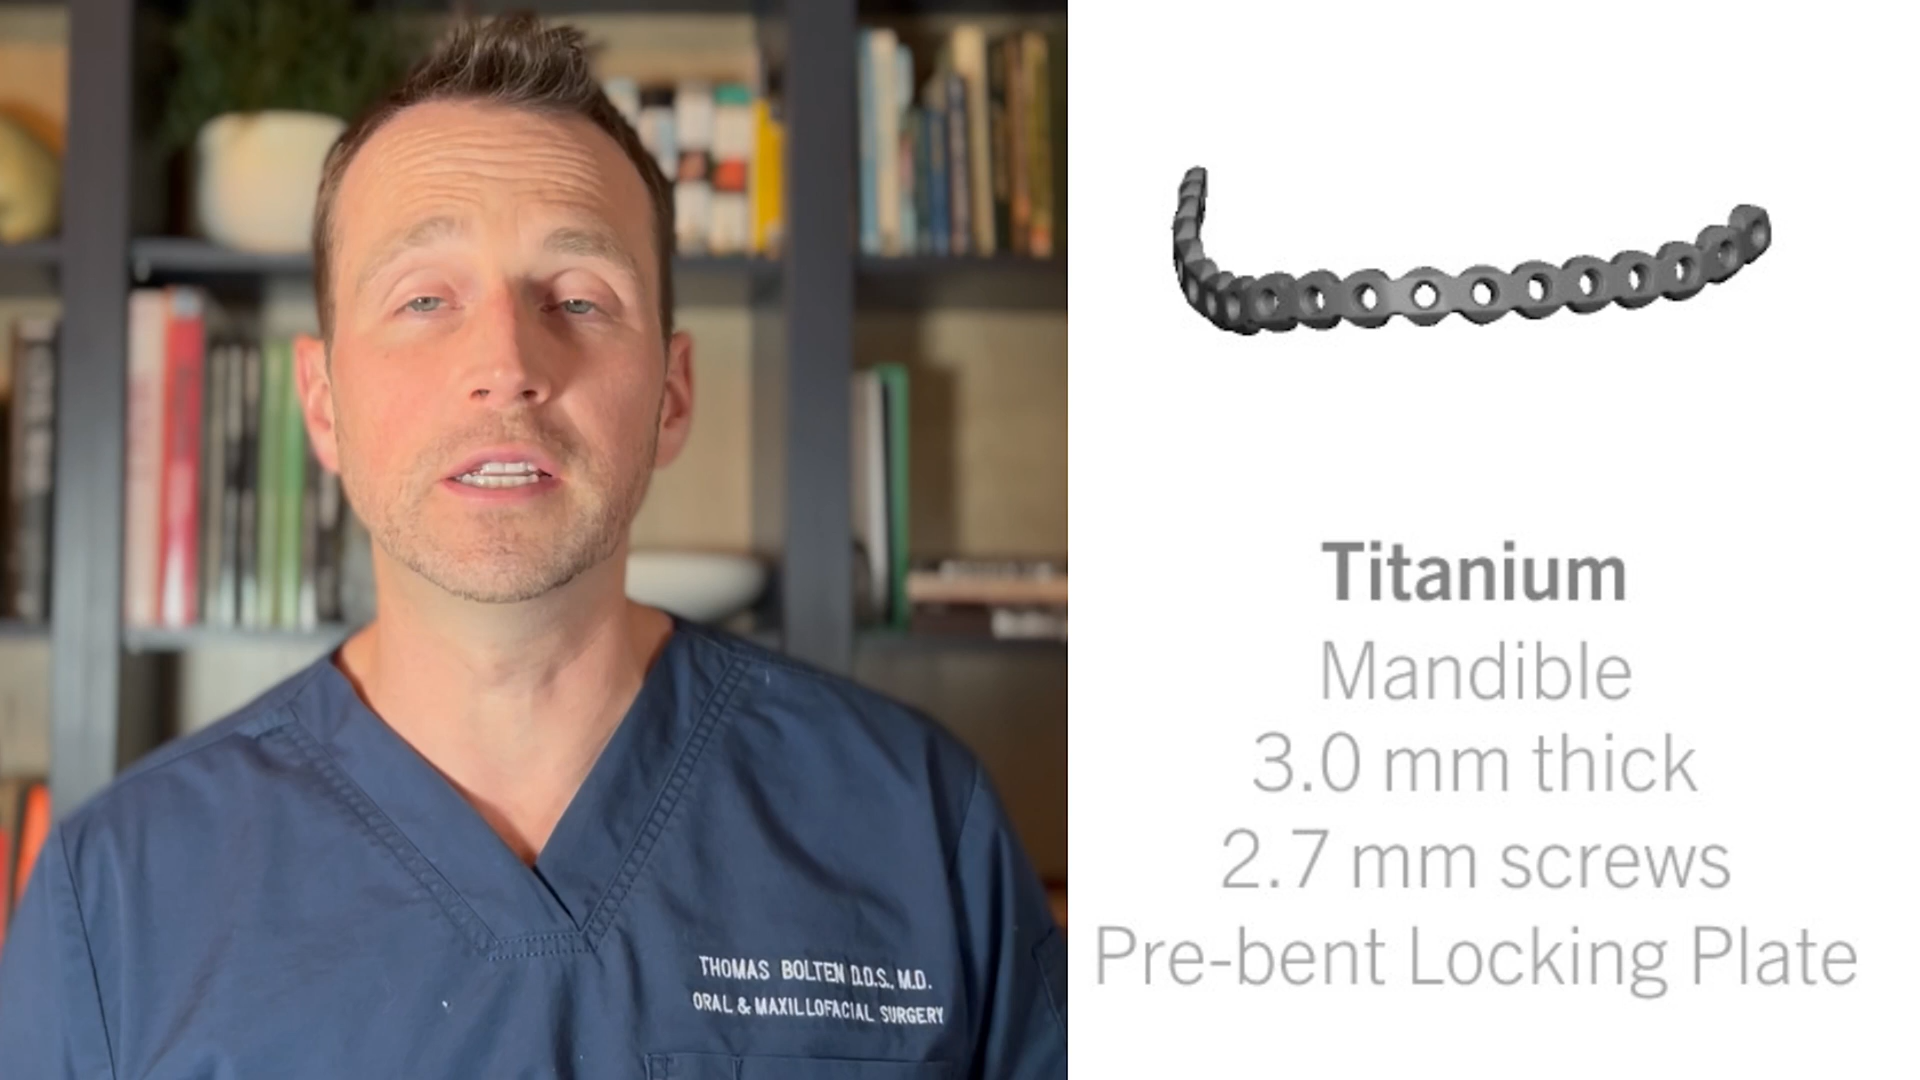 THOMAS BOLTEN D.D.S., M.D.
ORAL & MAXILLOFACIAL SURGERY
Titanium
Mandible
3.0 mm thick
2.7 mm screws
Pre-bent Locking Plate